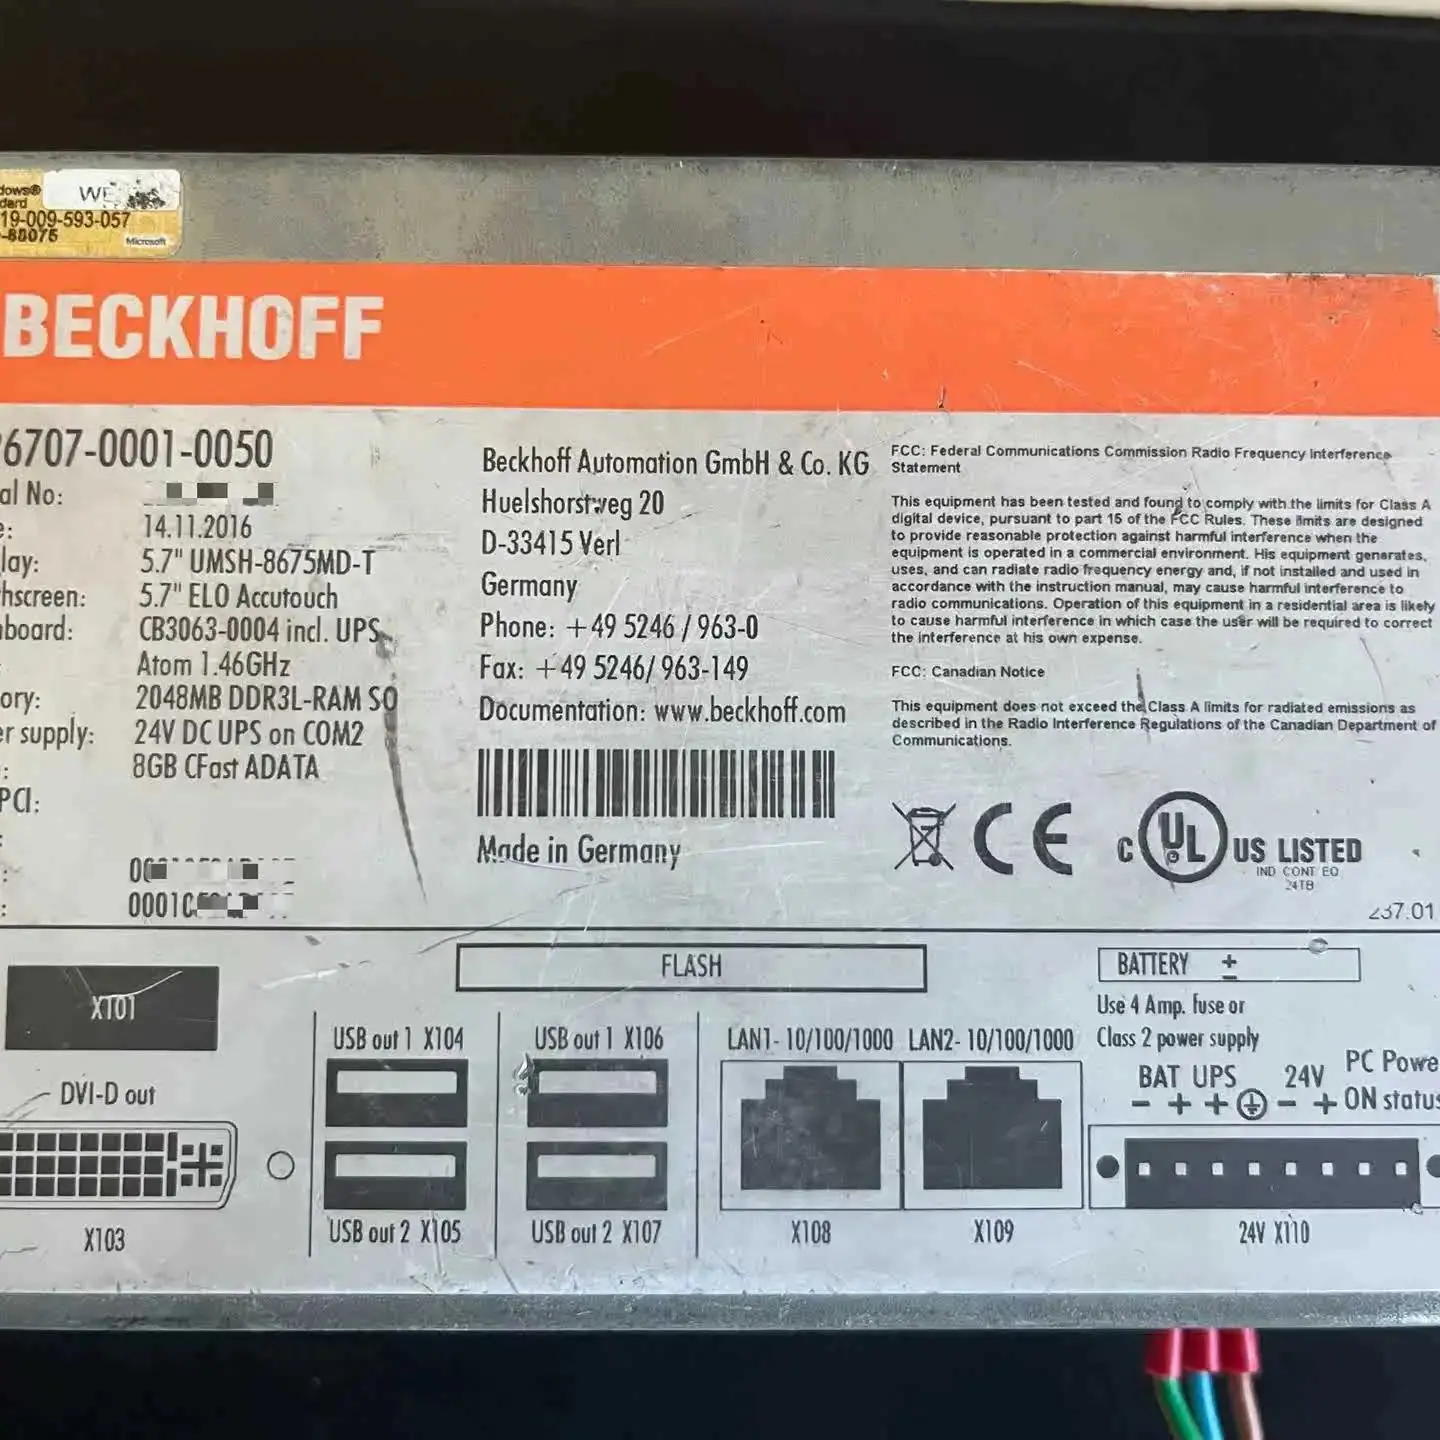 dows®
dard
19-009-593-057
-88075
Microsoft
BECKHOFF
6707-0001-0050
al No:
e: 14.11.2016
lay: 5.7" UMSH-8675MD-T
hscreen: 5.7" ELO Accutouch
board: CB3063-0004 incl. UPS
: Atom 1.46GHz
ory: 2048MB DDR3L-RAM SO
er supply: 24V DC UPS on COM2
: 8GB CFast ADATA
PCI:
:
:
: 0001C
Beckhoff Automation GmbH & Co. KG
Huelshorstweg 20
D-33415 Verl
Germany
Phone: +49 5246 / 963-0
Fax: +49 5246/ 963-149
Documentation: www.beckhoff.com
Made in Germany
FCC: Federal Communications Commission Radio Frequency Interference
Statement
This equipment has been tested and found to comply with the limits for Class A
digital device, pursuant to part 15 of the FCC Rules. These limits are designed
to provide reasonable protection against harmful interference when the
equipment is operated in a commercial environment. His equipment generates,
uses, and can radiate radio frequency energy and, if not installed and used in
accordance with the instruction manual, may cause harmful interference to
radio communications. Operation of this equipment in a residential area is likely
to cause harmful interference in which case the user will be required to correct
the interference at his own expense.
FCC: Canadian Notice
This equipment does not exceed the Class A limits for radiated emissions as
described in the Radio Interference Regulations of the Canadian Department of
Communications.
CE
C UL US LISTED
IND CONT EQ
24TB
237.01
X101
FLASH
BATTERY + -
Use 4 Amp. fuse or
Class 2 power supply
DVI-D out
USB out 1 X104
USB out 1 X106
LAN1- 10/100/1000
LAN2- 10/100/1000
BAT UPS 24V PC Powe
- + + - + ON status
X103
USB out 2 X105
USB out 2 X107
X108
X109
24V X110